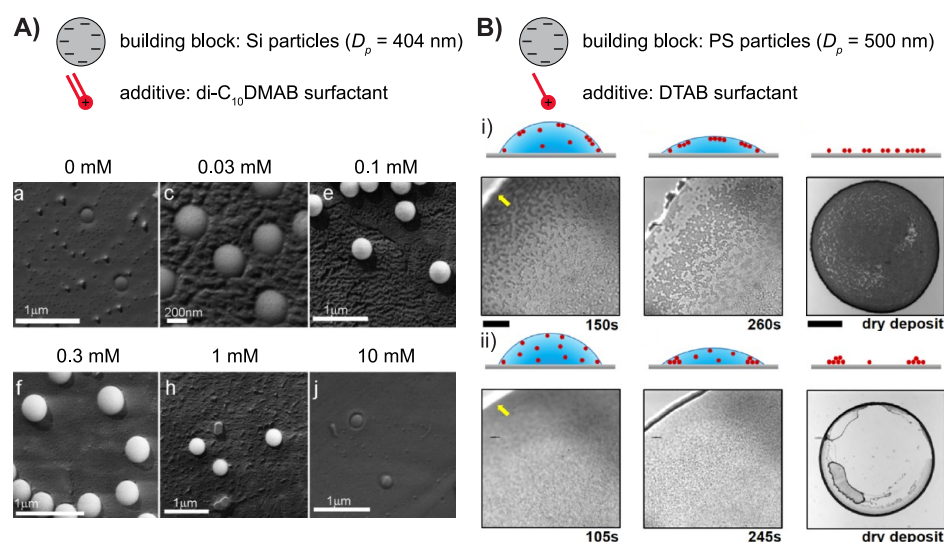 A)
building block: Si particles (Dp = 404 nm)
additive: di-C10DMAB surfactant
0 mM
0.03 mM
0.1 mM
a
1μm
c
200nm
e
1μm
0.3 mM
1 mM
10 mM
f
1μm
h
1μm
j
1μm
B)
building block: PS particles (Dp = 500 nm)
additive: DTAB surfactant
i)
150s
260s
dry deposit
ii)
105s
245s
dry deposit